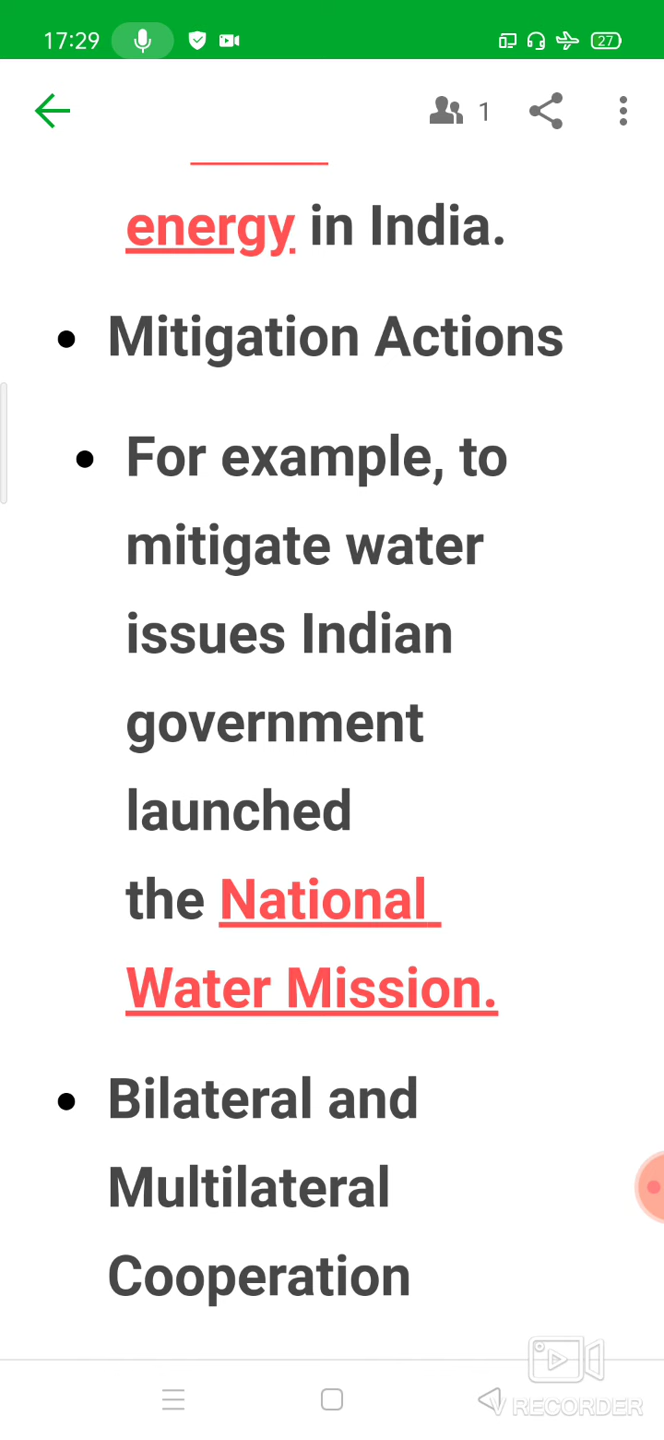 17:29
27
1
energy in India.
• Mitigation Actions
• For example, to
mitigate water
issues Indian
government
launched
the National
Water Mission.
• Bilateral and
Multilateral
Cooperation
V RECORDER